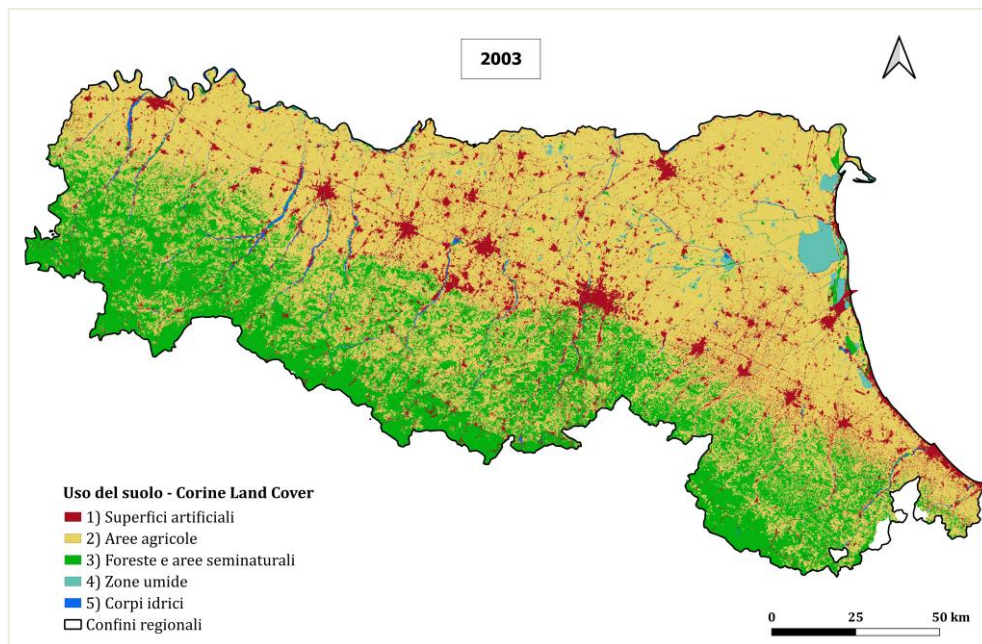 2003
Uso del suolo - Corine Land Cover
1) Superfici artificiali
2) Aree agricole
3) Foreste e aree seminaturali
4) Zone umide
5) Corpi idrici
Confini regionali
0 25 50 km